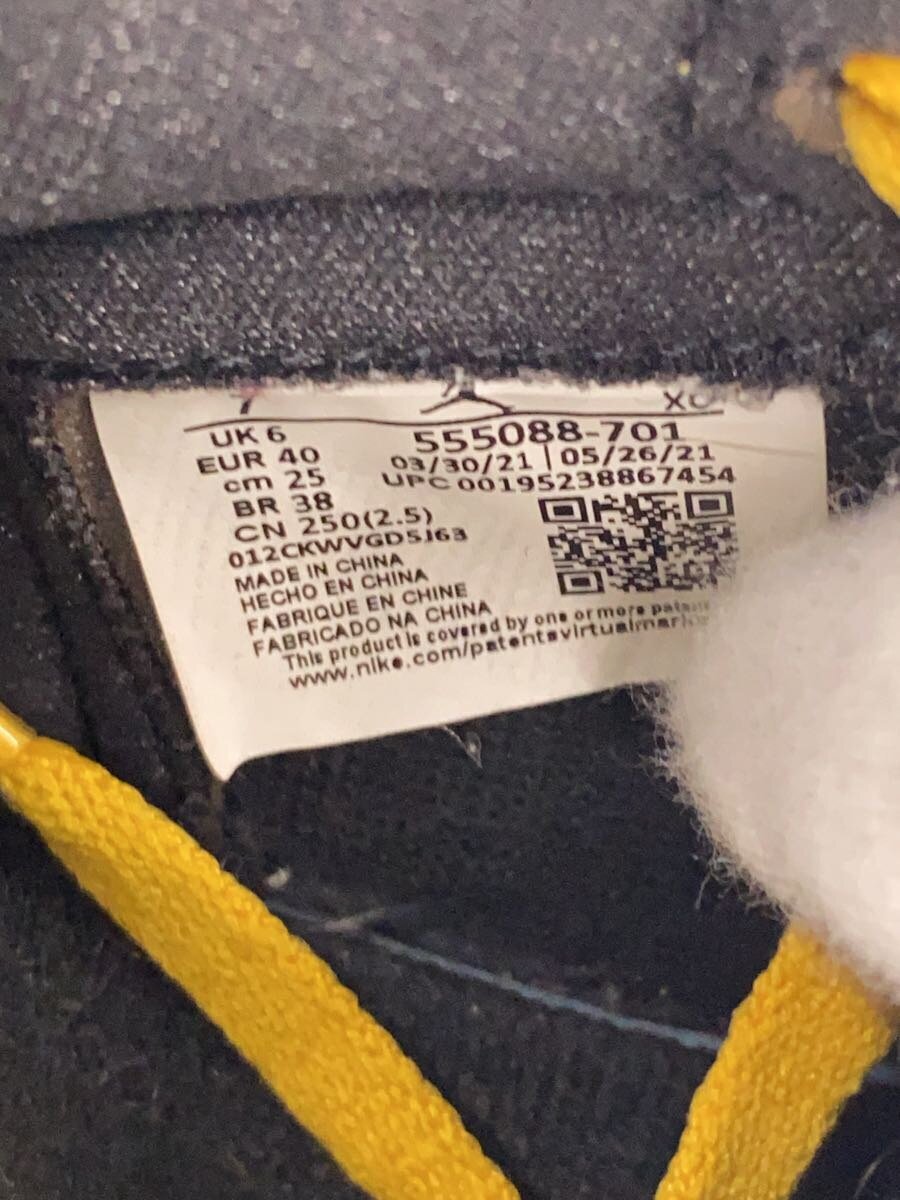 7
UK 6
EUR 40
cm 25
BR 38
CN 250(2.5)
012CKWVGD5J63
555088-701
03/30/21 | 05/26/21
UPC 00195238867454
MADE IN CHINA
HECHO EN CHINA
FABRIQUE EN CHINE
FABRICADO NA CHINA
This product is covered by one or more
www.nike.com/patentsvirtual